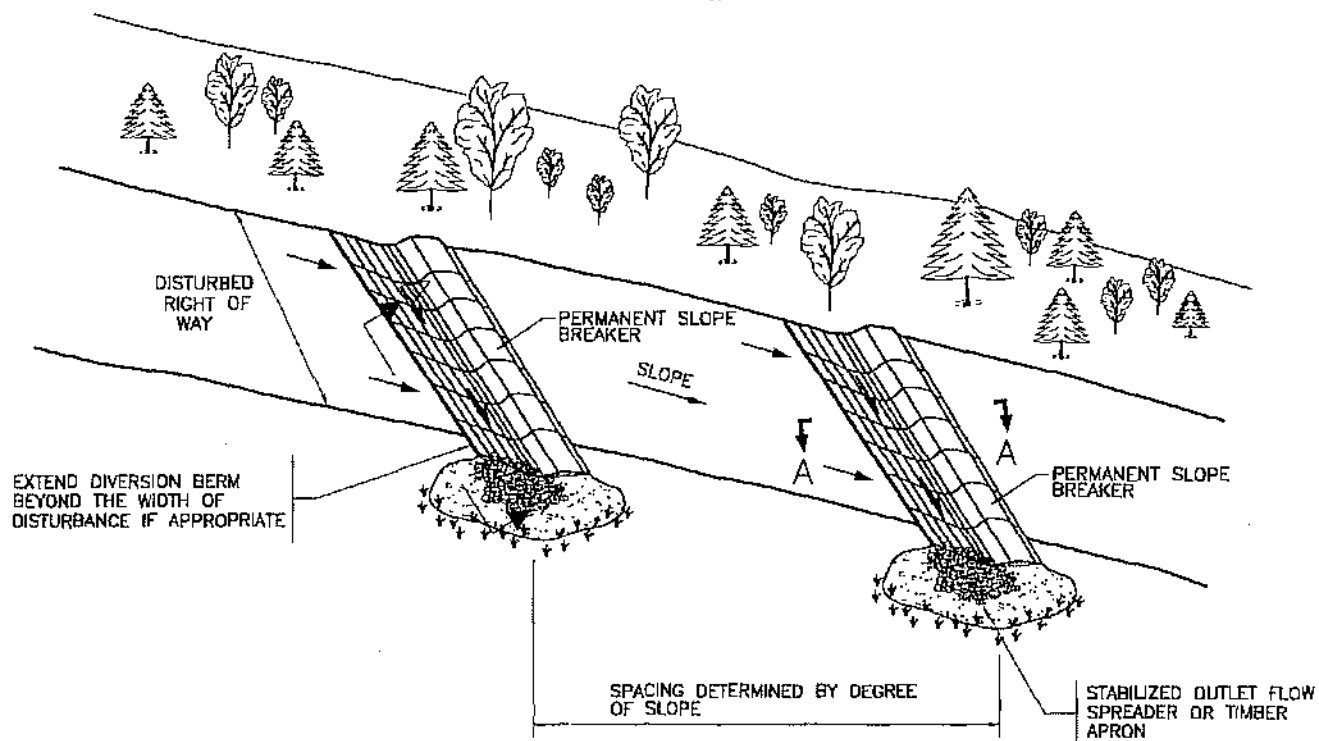 DISTURBED
RIGHT OF
WAY
PERMANENT SLOPE
BREAKER
SLOPE
A
A
PERMANENT SLOPE
BREAKER
EXTEND DIVERSION BERM
BEYOND THE WIDTH OF
DISTURBANCE IF APPROPRIATE
SPACING DETERMINED BY DEGREE
OF SLOPE
STABILIZED OUTLET FLOW
SPREADER OR TIMBER
APRON